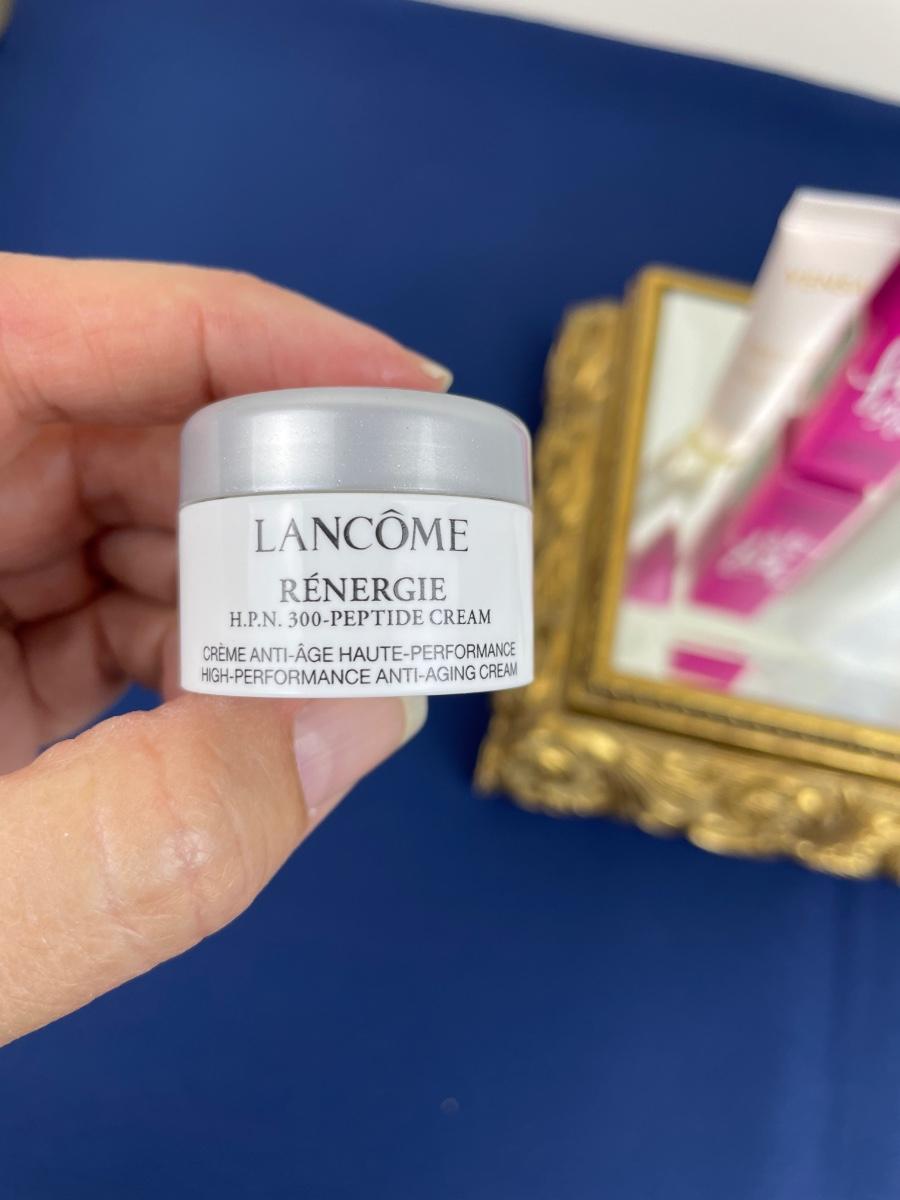 LANCÔME
RÉNERGIE
H.P.N. 300-PEPTIDE CREAM
CRÈME ANTI-ÂGE HAUTE-PERFORMANCE
HIGH-PERFORMANCE ANTI-AGING CREAM